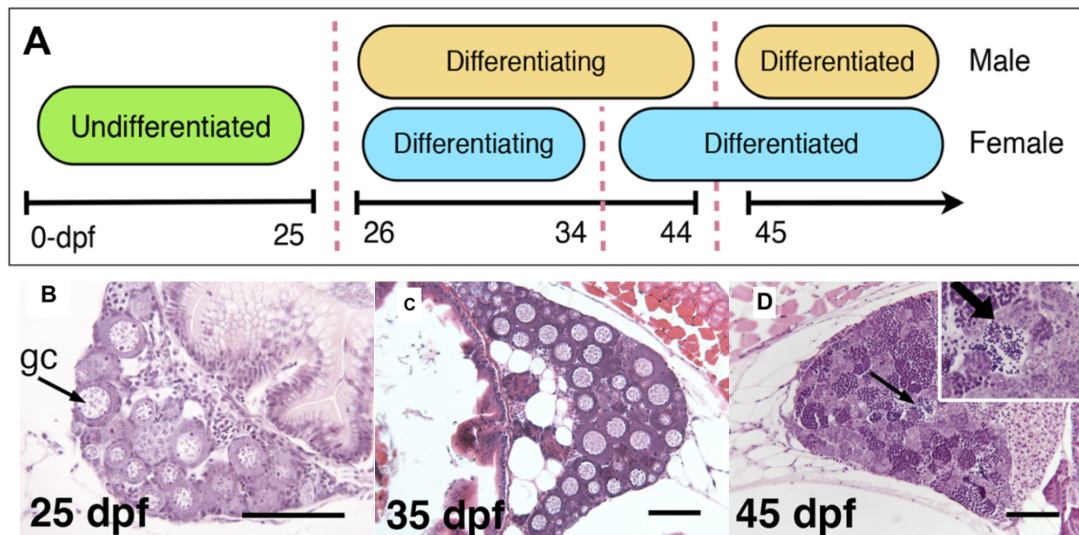 A
Undifferentiated
Differentiating
Differentiated
Male
Differentiating
Differentiated
Female
0-dpf
25
26
34
44
45
B
gc
25 dpf
C
35 dpf
D
45 dpf